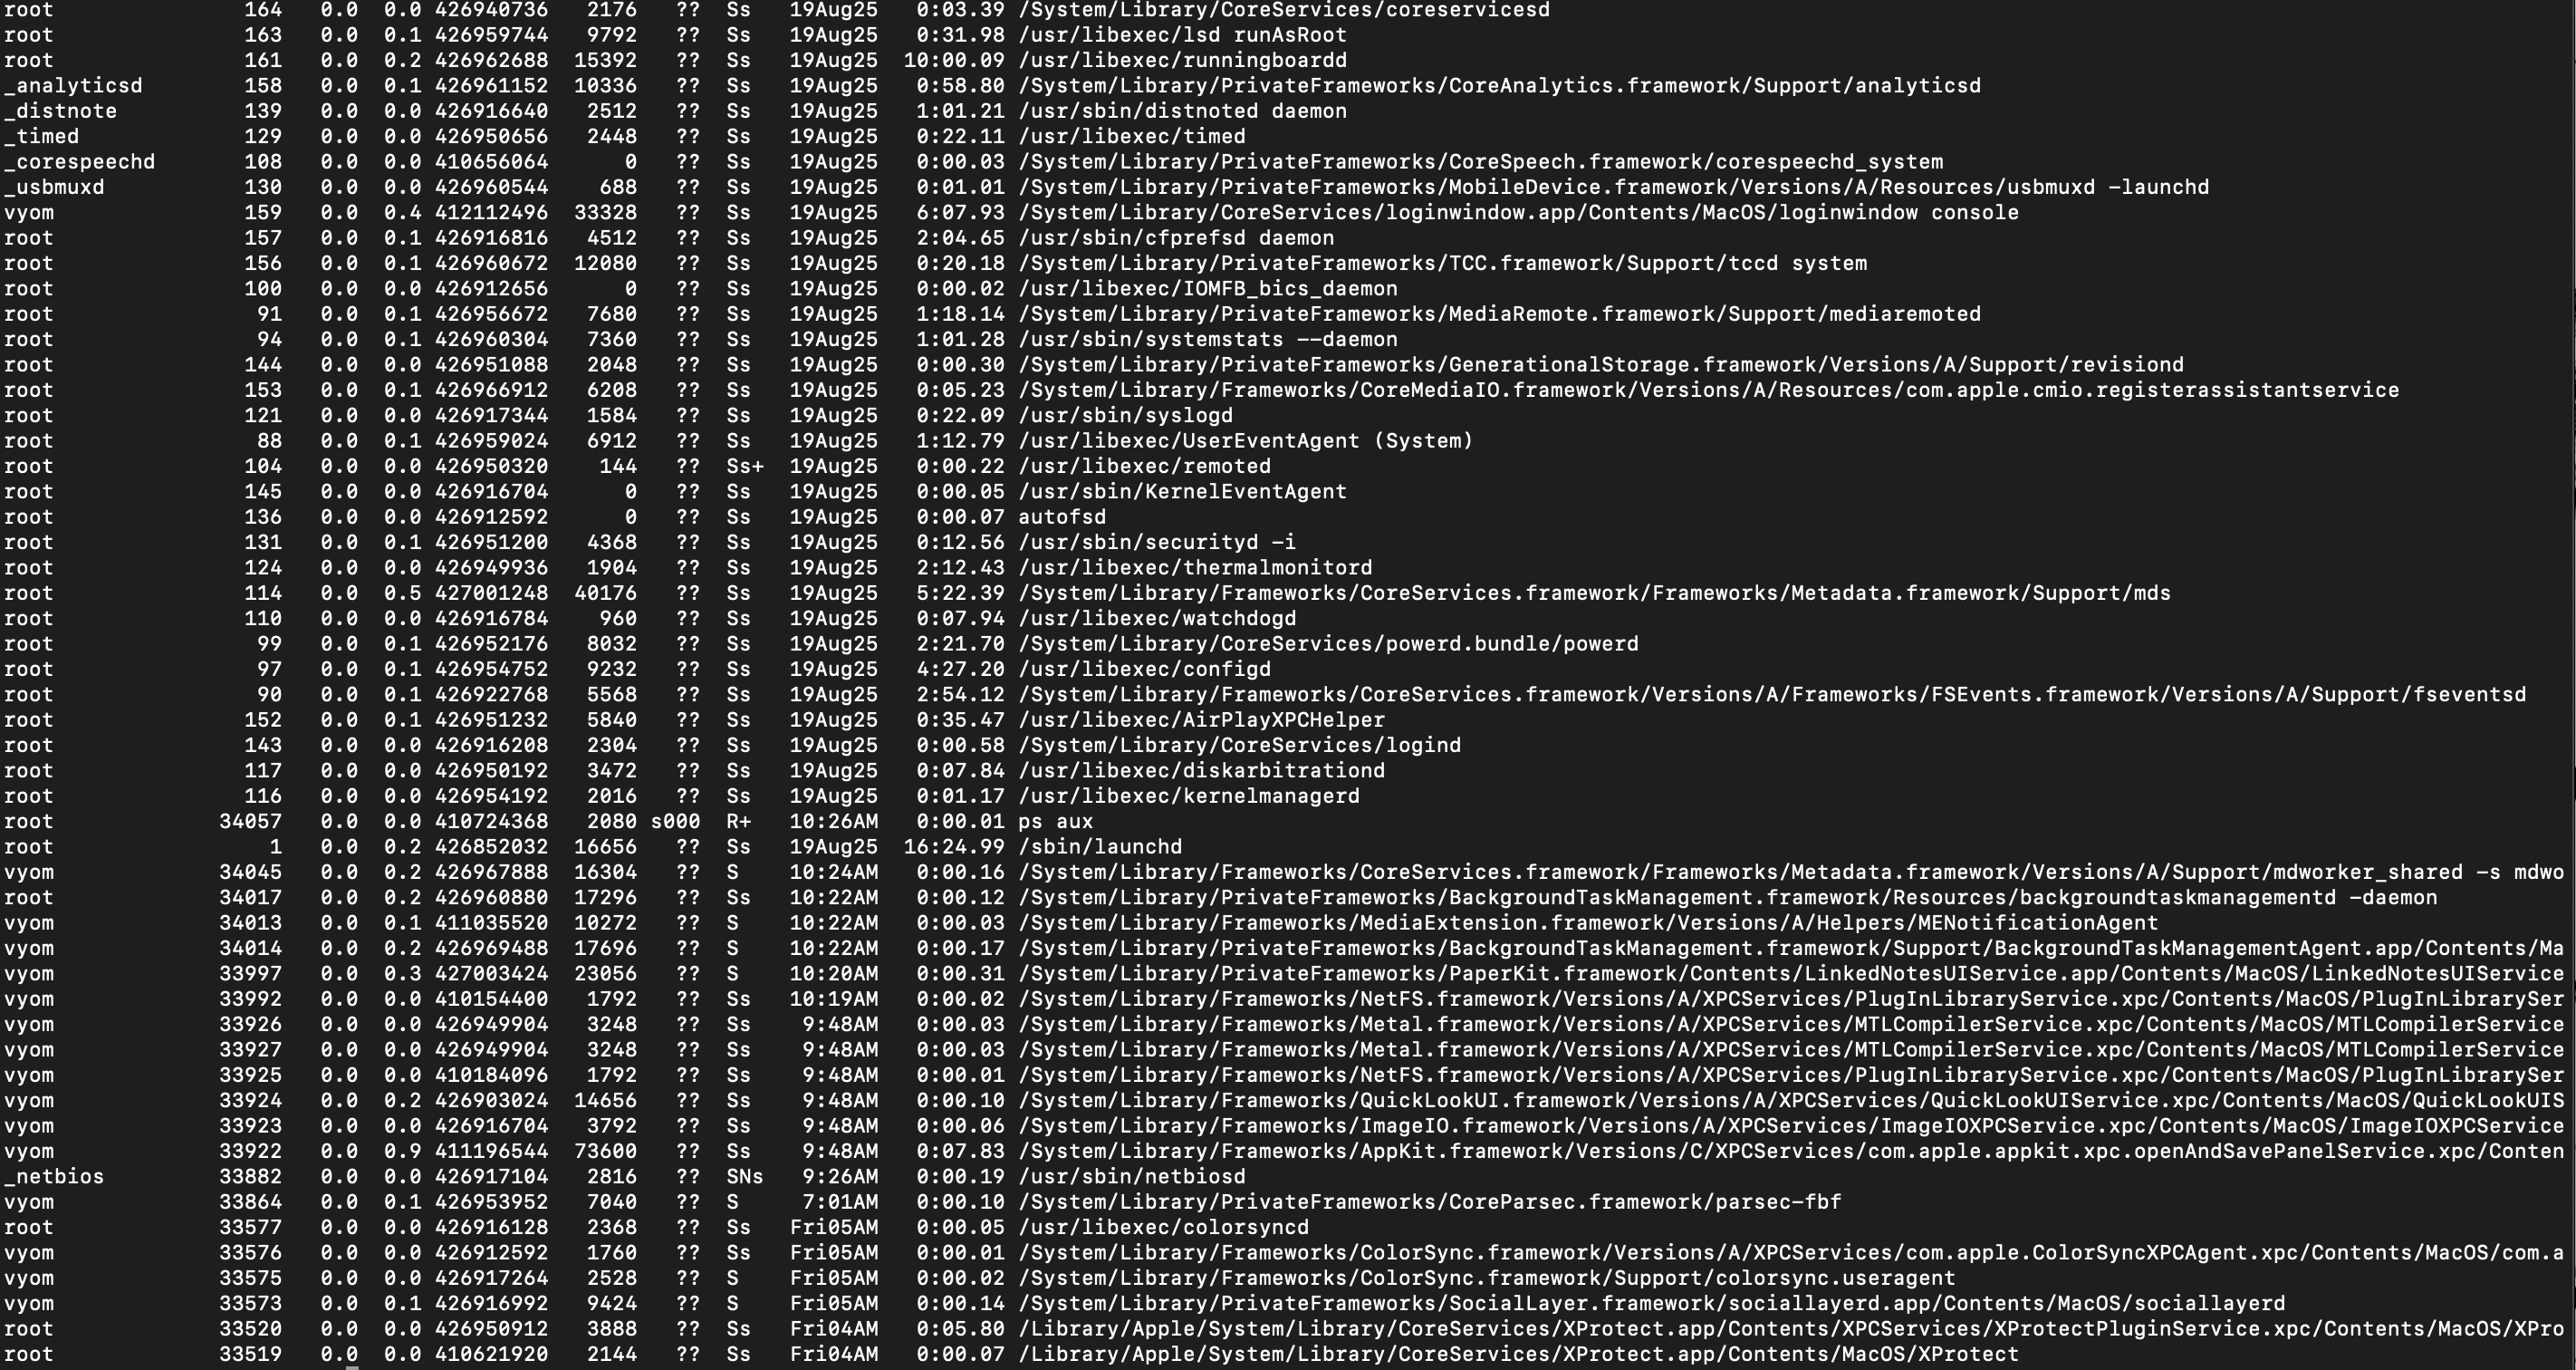 root 164 0.0 0.0 426940736 2176 ?? Ss 19Aug25 0:03.39 /System/Library/CoreServices/coreservicesd
root 163 0.0 0.1 426959744 9792 ?? Ss 19Aug25 0:31.98 /usr/libexec/lsd runAsRoot
root 161 0.0 0.2 426962688 15392 ?? Ss 19Aug25 10:00.09 /usr/libexec/runningboardd
_analyticsd 158 0.0 0.1 426961152 10336 ?? Ss 19Aug25 0:58.80 /System/Library/PrivateFrameworks/CoreAnalytics.framework/Support/analyticsd
_distnote 139 0.0 0.0 426916640 2512 ?? Ss 19Aug25 1:01.21 /usr/sbin/distnoted daemon
_timed 129 0.0 0.0 426950656 2448 ?? Ss 19Aug25 0:22.11 /usr/libexec/timed
_corespeechd 108 0.0 0.0 410656064 0 ?? Ss 19Aug25 0:00.03 /System/Library/PrivateFrameworks/CoreSpeech.framework/corespeechd_system
_usbmuxd 130 0.0 0.0 426960544 688 ?? Ss 19Aug25 0:01.01 /System/Library/PrivateFrameworks/MobileDevice.framework/Versions/A/Resources/usbmuxd -launchd
vyom 159 0.0 0.4 412112496 33328 ?? Ss 19Aug25 6:07.93 /System/Library/CoreServices/loginwindow.app/Contents/MacOS/loginwindow console
root 157 0.0 0.1 426916816 4512 ?? Ss 19Aug25 2:04.65 /usr/sbin/cfprefsd daemon
root 156 0.0 0.1 426960672 12080 ?? Ss 19Aug25 0:20.18 /System/Library/PrivateFrameworks/TCC.framework/Support/tccd system
root 100 0.0 0.0 426912656 0 ?? Ss 19Aug25 0:00.02 /usr/libexec/IOMFB_bics_daemon
root 91 0.0 0.1 426956672 7680 ?? Ss 19Aug25 1:18.14 /System/Library/PrivateFrameworks/MediaRemote.framework/Support/mediaremoted
root 94 0.0 0.1 426960304 7360 ?? Ss 19Aug25 1:01.28 /usr/sbin/systemstats --daemon
root 144 0.0 0.0 426951088 2048 ?? Ss 19Aug25 0:00.30 /System/Library/PrivateFrameworks/GenerationalStorage.framework/Versions/A/Support/revisiond
root 153 0.0 0.1 426966912 6208 ?? Ss 19Aug25 0:05.23 /System/Library/Frameworks/CoreMediaIO.framework/Versions/A/Resources/com.apple.cmio.registerassistantservice
root 121 0.0 0.0 426917344 1584 ?? Ss 19Aug25 0:22.09 /usr/sbin/syslogd
root 88 0.0 0.1 426959024 6912 ?? Ss 19Aug25 1:12.79 /usr/libexec/UserEventAgent (System)
root 104 0.0 0.0 426950320 144 ?? Ss+ 19Aug25 0:00.22 /usr/libexec/remoted
root 145 0.0 0.0 426916704 0 ?? Ss 19Aug25 0:00.05 /usr/sbin/KernelEventAgent
root 136 0.0 0.0 426912592 0 ?? Ss 19Aug25 0:00.07 autofsd
root 131 0.0 0.1 426951200 4368 ?? Ss 19Aug25 0:12.56 /usr/sbin/securityd -i
root 124 0.0 0.0 426949936 1904 ?? Ss 19Aug25 2:12.43 /usr/libexec/thermalmonitord
root 114 0.0 0.5 427001248 40176 ?? Ss 19Aug25 5:22.39 /System/Library/Frameworks/CoreServices.framework/Frameworks/Metadata.framework/Support/mds
root 110 0.0 0.0 426916784 960 ?? Ss 19Aug25 0:07.94 /usr/libexec/watchdogd
root 99 0.0 0.1 426952176 8032 ?? Ss 19Aug25 2:21.70 /System/Library/CoreServices/powerd.bundle/powerd
root 97 0.0 0.1 426954752 9232 ?? Ss 19Aug25 4:27.20 /usr/libexec/configd
root 90 0.0 0.1 426922768 5568 ?? Ss 19Aug25 2:54.12 /System/Library/Frameworks/CoreServices.framework/Versions/A/Frameworks/FSEvents.framework/Versions/A/Support/fseventsd
root 152 0.0 0.1 426951232 5840 ?? Ss 19Aug25 0:35.47 /usr/libexec/AirPlayXPCHelper
root 143 0.0 0.0 426916208 2304 ?? Ss 19Aug25 0:00.58 /System/Library/CoreServices/logind
root 117 0.0 0.0 426950192 3472 ?? Ss 19Aug25 0:07.84 /usr/libexec/diskarbitrationd
root 116 0.0 0.0 426954192 2016 ?? Ss 19Aug25 0:01.17 /usr/libexec/kernelmanagerd
root 34057 0.0 0.0 410724368 2080 s000 R+ 10:26AM 0:00.01 ps aux
root 1 0.0 0.2 426852032 16656 ?? Ss 19Aug25 16:24.99 /sbin/launchd
vyom 34045 0.0 0.2 426967888 16304 ?? S 10:24AM 0:00.16 /System/Library/Frameworks/CoreServices.framework/Frameworks/Metadata.framework/Versions/A/Support/mdworker_shared -s mdwo
root 34017 0.0 0.2 426960880 17296 ?? Ss 10:22AM 0:00.12 /System/Library/PrivateFrameworks/BackgroundTaskManagement.framework/Resources/backgroundtaskmanagementd -daemon
vyom 34013 0.0 0.1 411035520 10272 ?? S 10:22AM 0:00.03 /System/Library/Frameworks/MediaExtension.framework/Versions/A/Helpers/MENotificationAgent
vyom 34014 0.0 0.2 426969488 17696 ?? S 10:22AM 0:00.17 /System/Library/PrivateFrameworks/BackgroundTaskManagement.framework/Support/BackgroundTaskManagementAgent.app/Contents/Ma
vyom 33997 0.0 0.3 427003424 23056 ?? S 10:20AM 0:00.31 /System/Library/PrivateFrameworks/PaperKit.framework/Contents/LinkedNotesUIService.app/Contents/MacOS/LinkedNotesUIService
vyom 33992 0.0 0.0 410154400 1792 ?? Ss 10:19AM 0:00.02 /System/Library/Frameworks/NetFS.framework/Versions/A/XPCServices/PlugInLibraryService.xpc/Contents/MacOS/PlugInLibrarySer
vyom 33926 0.0 0.0 426949904 3248 ?? Ss 9:48AM 0:00.03 /System/Library/Frameworks/Metal.framework/Versions/A/XPCServices/MTLCompilerService.xpc/Contents/MacOS/MTLCompilerService
vyom 33927 0.0 0.0 426949904 3248 ?? Ss 9:48AM 0:00.03 /System/Library/Frameworks/Metal.framework/Versions/A/XPCServices/MTLCompilerService.xpc/Contents/MacOS/MTLCompilerService
vyom 33925 0.0 0.0 410184096 1792 ?? Ss 9:48AM 0:00.01 /System/Library/Frameworks/NetFS.framework/Versions/A/XPCServices/PlugInLibraryService.xpc/Contents/MacOS/PlugInLibrarySer
vyom 33924 0.0 0.2 426903024 14656 ?? Ss 9:48AM 0:00.10 /System/Library/Frameworks/QuickLookUI.framework/Versions/A/XPCServices/QuickLookUIService.xpc/Contents/MacOS/QuickLookUIS
vyom 33923 0.0 0.0 426916704 3792 ?? Ss 9:48AM 0:00.06 /System/Library/Frameworks/ImageIO.framework/Versions/A/XPCServices/ImageIOXPCService.xpc/Contents/MacOS/ImageIOXPCService
vyom 33922 0.0 0.9 411196544 73600 ?? Ss 9:48AM 0:07.83 /System/Library/Frameworks/AppKit.framework/Versions/C/XPCServices/com.apple.appkit.xpc.openAndSavePanelService.xpc/Conten
_netbios 33882 0.0 0.0 426917104 2816 ?? SNs 9:26AM 0:00.19 /usr/sbin/netbiosd
vyom 33864 0.0 0.1 426953952 7040 ?? S 7:01AM 0:00.10 /System/Library/PrivateFrameworks/CoreParsec.framework/parsec-fbf
root 33577 0.0 0.0 426916128 2368 ?? Ss Fri05AM 0:00.05 /usr/libexec/colorsyncd
vyom 33576 0.0 0.0 426912592 1760 ?? Ss Fri05AM 0:00.01 /System/Library/Frameworks/ColorSync.framework/Versions/A/XPCServices/com.apple.ColorSyncXPCAgent.xpc/Contents/MacOS/com.a
vyom 33575 0.0 0.0 426917264 2528 ?? S Fri05AM 0:00.02 /System/Library/Frameworks/ColorSync.framework/Support/colorsync.useragent
vyom 33573 0.0 0.1 426916992 9424 ?? S Fri05AM 0:00.14 /System/Library/PrivateFrameworks/SocialLayer.framework/sociallayerd.app/Contents/MacOS/sociallayerd
root 33520 0.0 0.0 426950912 3888 ?? Ss Fri04AM 0:05.80 /Library/Apple/System/Library/CoreServices/XProtect.app/Contents/XPCServices/XProtectPluginService.xpc/Contents/MacOS/XPro
root 33519 0.0 0.0 410621920 2144 ?? Ss Fri04AM 0:00.07 /Library/Apple/System/Library/CoreServices/XProtect.app/Contents/MacOS/XProtect